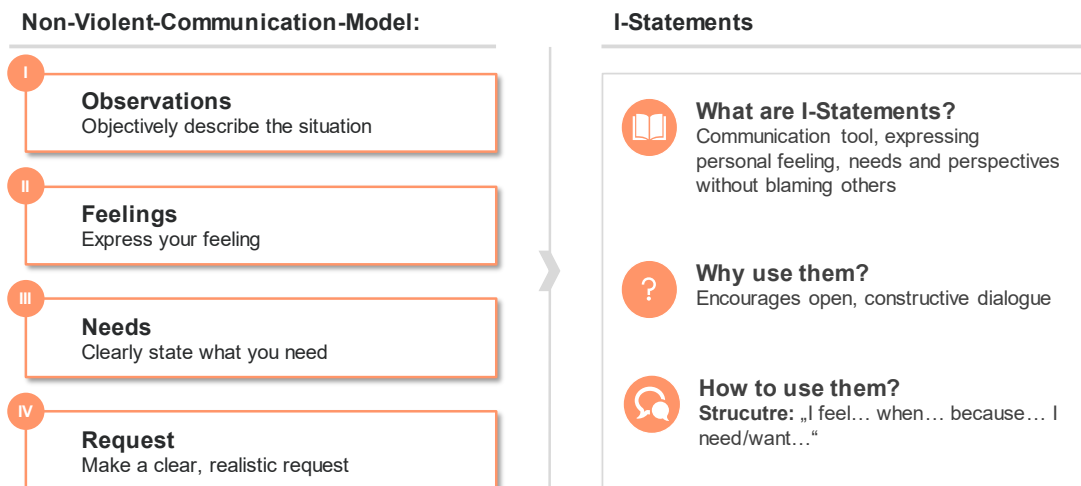 Non-Violent-Communication-Model:
I
Observations
Objectively describe the situation
II
Feelings
Express your feeling
III
Needs
Clearly state what you need
IV
Request
Make a clear, realistic request
I-Statements
What are I-Statements?
Communication tool, expressing
personal feeling, needs and perspectives
without blaming others
?
Why use them?
Encourages open, constructive dialogue
How to use them?
Strucutre: „I feel… when… because… I
need/want…“